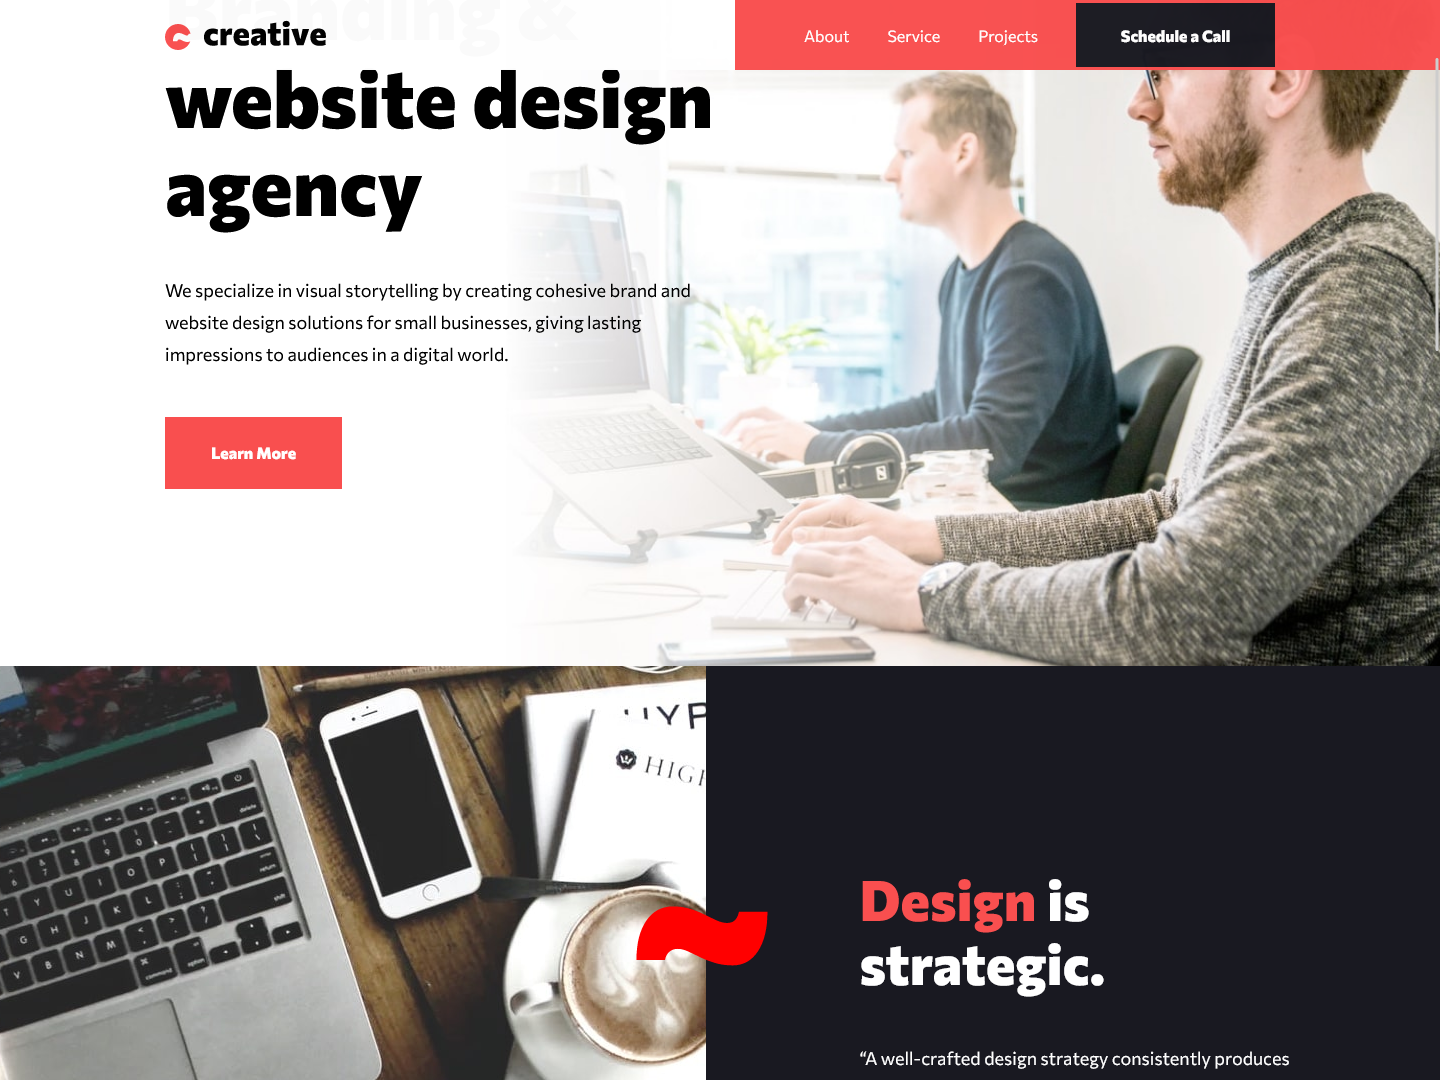 Branding &
creative
About
Service
Projects
Schedule a Call
website design
agency
We specialize in visual storytelling by creating cohesive brand and
website design solutions for small businesses, giving lasting
impressions to audiences in a digital world.
Learn More
Design is
strategic.
“A well-crafted design strategy consistently produces